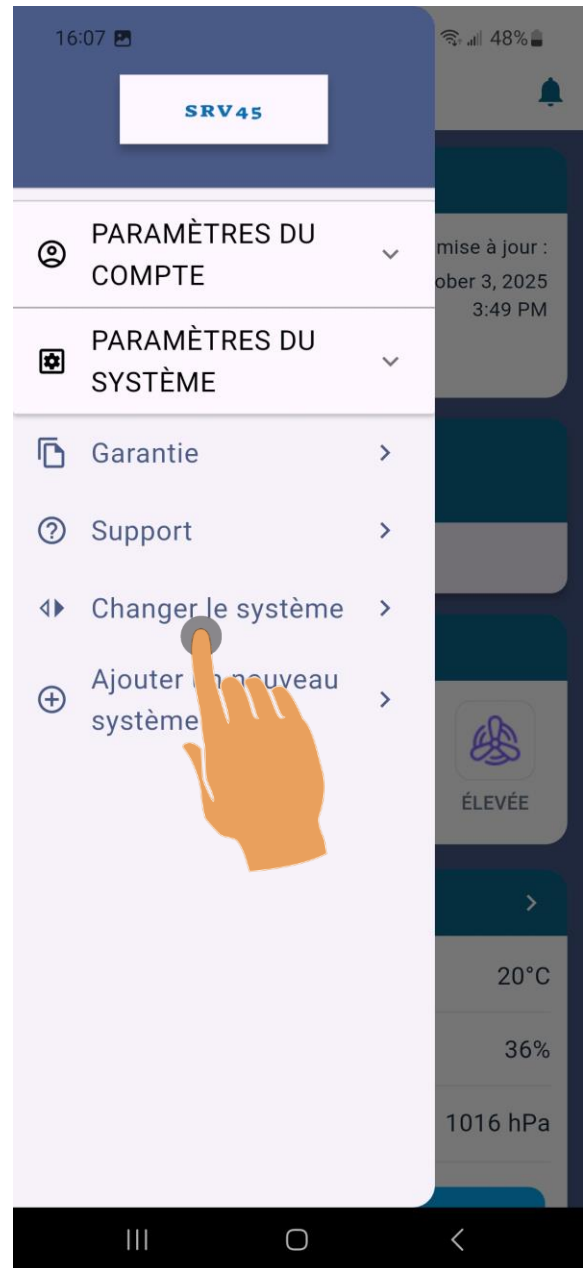 16:07
48%
SRV45
PARAMÈTRES DU
COMPTE
PARAMÈTRES DU
SYSTÈME
Garantie
Support
Changer le système
Ajouter un nouveau
système
mise à jour :
ober 3, 2025
3:49 PM
ÉLEVÉE
20°C
36%
1016 hPa